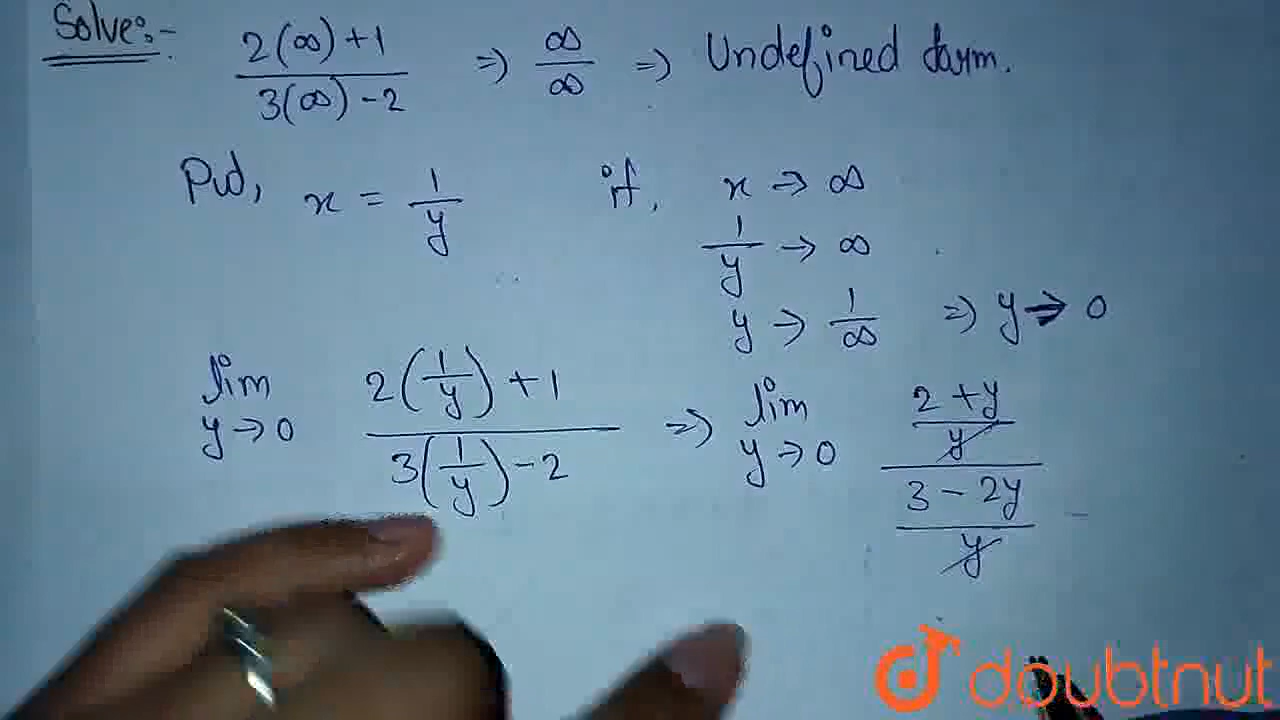 Solve:- 2(∞)+1 / 3(∞)-2 ⇒ ∞/∞ ⇒ Undefined form.
Put, x = 1/y if, x → ∞
1/y → ∞
y → 1/∞ ⇒ y → 0
lim y→0 2(1/y)+1 / 3(1/y)-2 ⇒ lim y→0 (2+y / y) / (3-2y / y)
doubtnut